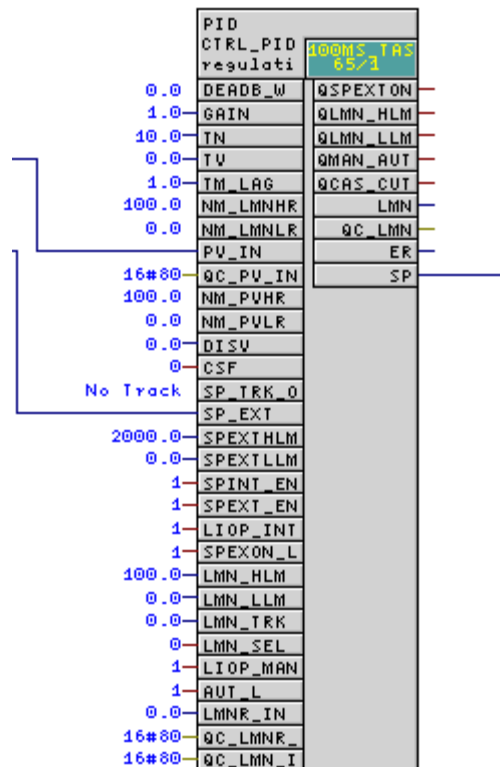 PID
CTRL_PID
regulati
100MS_TAS
65/1
0.0 DEADB_W QSPEXTON
1.0 GAIN QLMN_HLM
10.0 TN QLMN_LLM
0.0 TV QMAN_AUT
1.0 TM_LAG QCAS_CUT
100.0 NM_LMNHR LMN
0.0 NM_LMNLR QC_LMN
PV_IN ER
16#80 QC_PV_IN SP
100.0 NM_PVHR
0.0 NM_PVLR
0.0 DISV
0 CSF
No Track SP_TRK_O
SP_EXT
2000.0 SPEXTHLM
0.0 SPEXTLLM
1 SPINT_EN
1 SPEXT_EN
1 LIOP_INT
1 SPEXON_L
100.0 LMN_HLM
0.0 LMN_LLM
0.0 LMN_TRK
0 LMN_SEL
1 LIOP_MAN
1 AUT_L
0.0 LMNR_IN
16#80 QC_LMNR_
16#80 QC_LMN_I